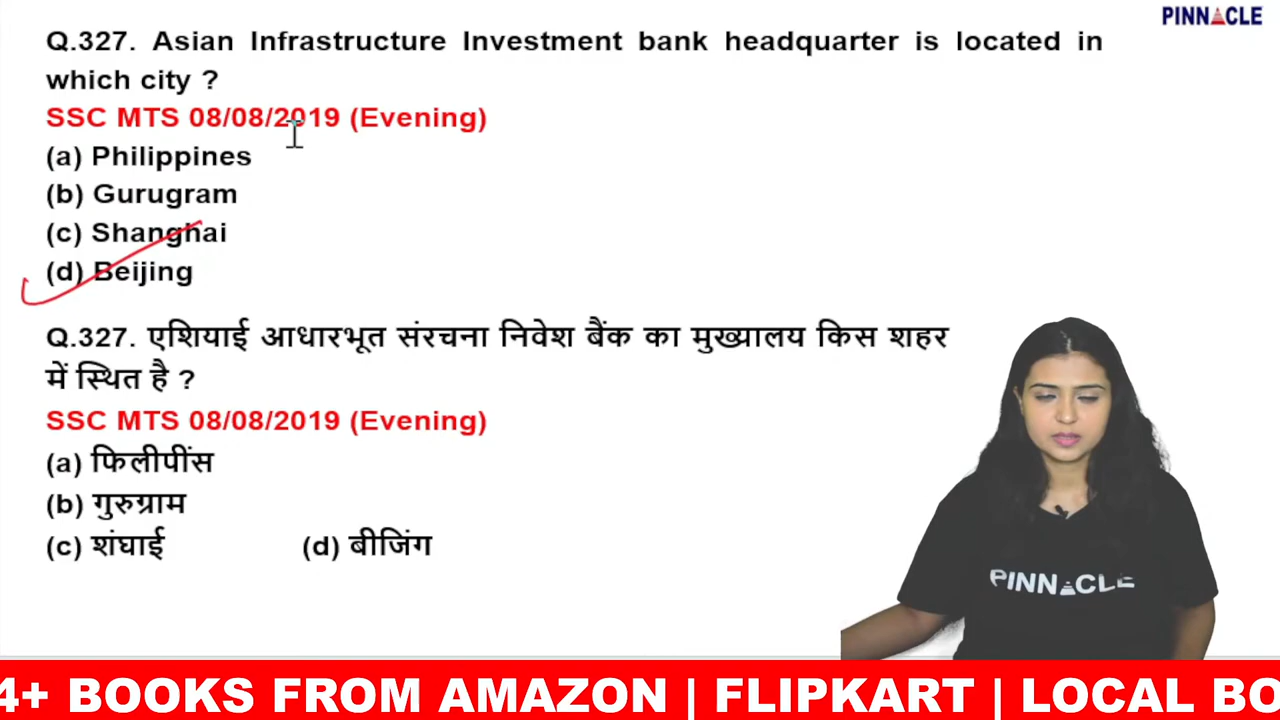 PINNACLE
Q.327. Asian Infrastructure Investment bank headquarter is located in
which city ?
SSC MTS 08/08/2019 (Evening)
(a) Philippines
(b) Gurugram
(c) Shanghai
(d) Beijing
Q.327. एशियाई आधारभूत संरचना निवेश बैंक का मुख्यालय किस शहर
में स्थित है ?
SSC MTS 08/08/2019 (Evening)
(a) फिलीपींस
(b) गुरुग्राम
(c) शंघाई (d) बीजिंग
PINNACLE
4+ BOOKS FROM AMAZON | FLIPKART | LOCAL BO